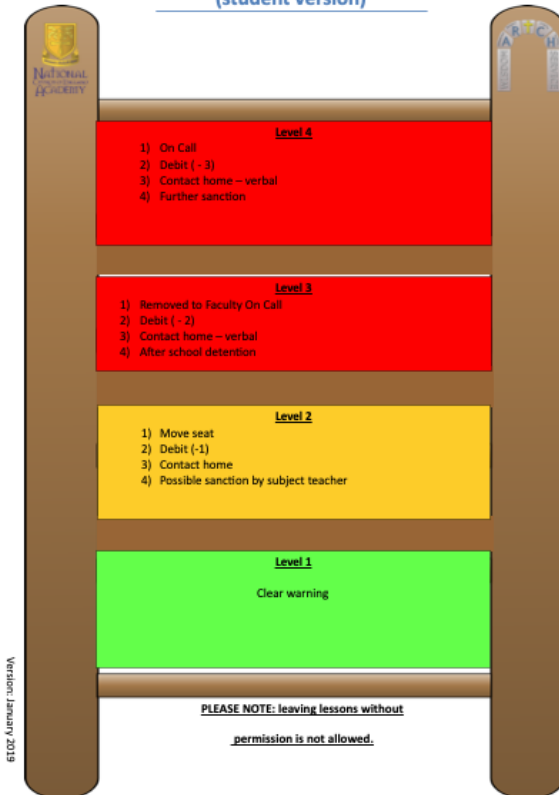 (student version)
NATIONAL
ACADEMY
ARCH
Level 4
1) On Call
2) Debit ( - 3)
3) Contact home – verbal
4) Further sanction
Level 3
1) Removed to Faculty On Call
2) Debit ( - 2)
3) Contact home – verbal
4) After school detention
Level 2
1) Move seat
2) Debit (-1)
3) Contact home
4) Possible sanction by subject teacher
Level 1
Clear warning
PLEASE NOTE: leaving lessons without
permission is not allowed.
Version: January 2019